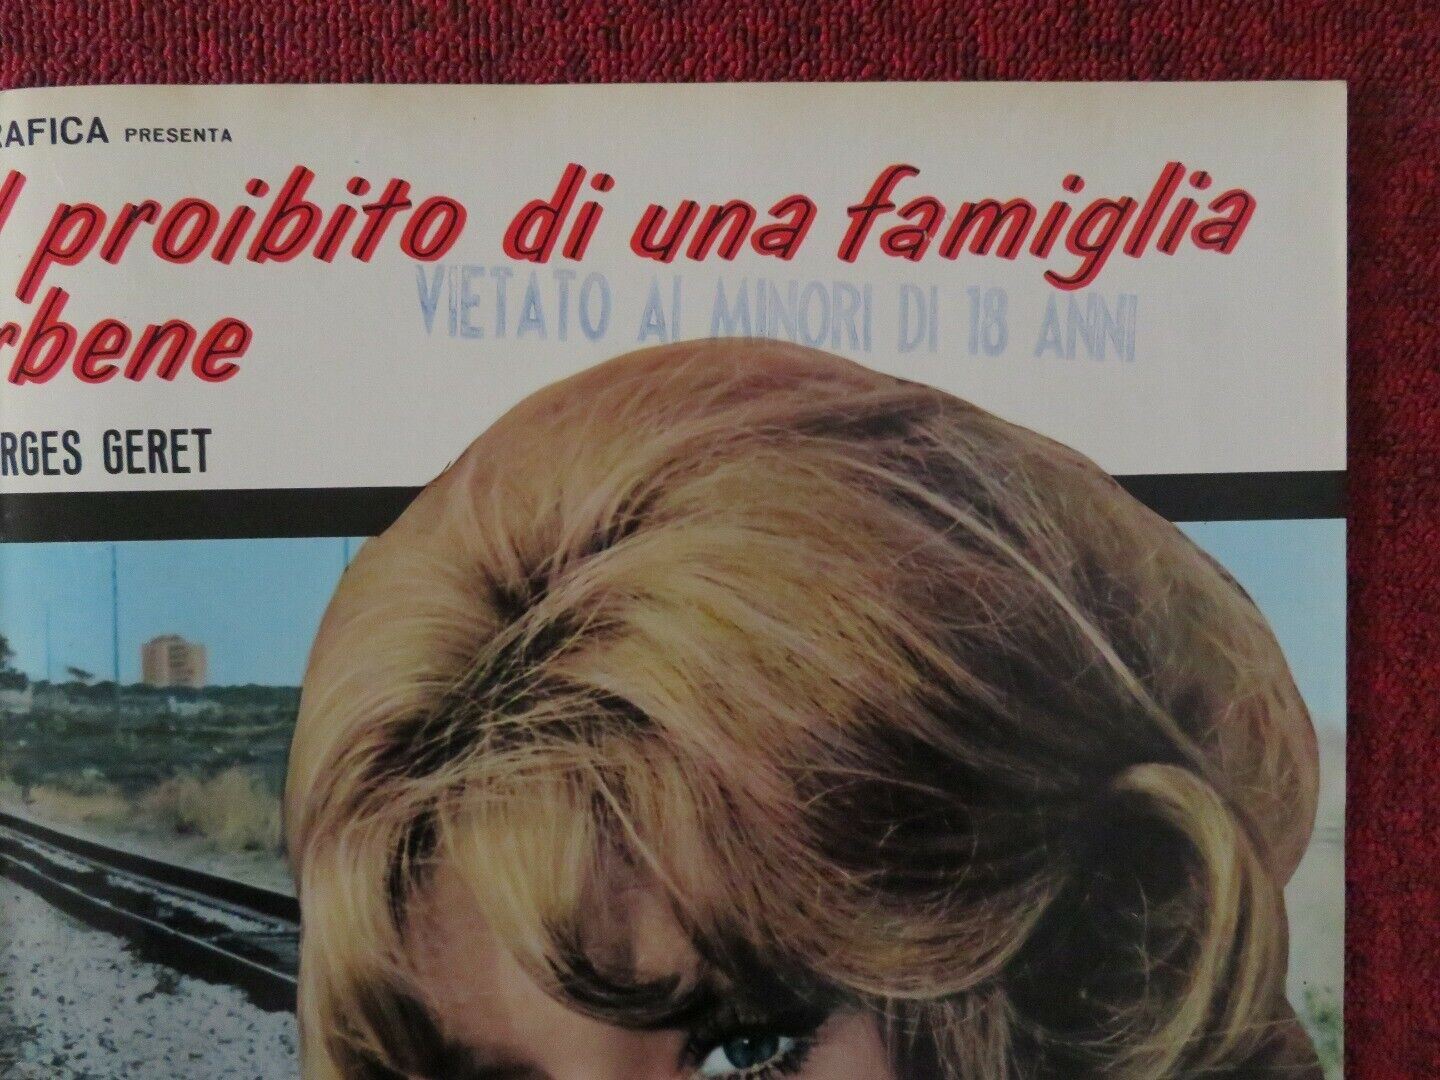 RAFICA PRESENTA
l proibito di una famiglia
VIETATO AI MINORI DI 18 ANNI
rbene
RGES GERET